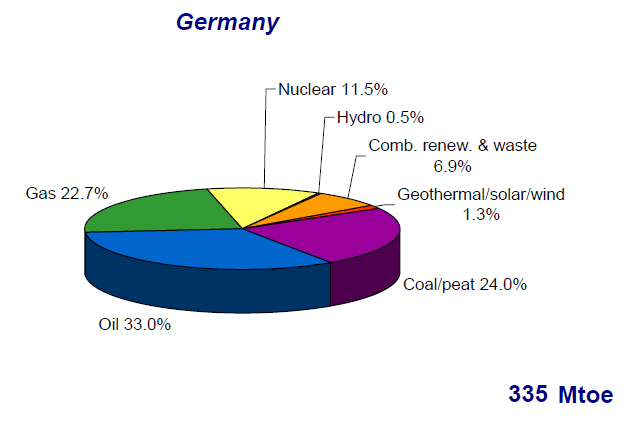 Germany
Nuclear 11.5%
Hydro 0.5%
Comb. renew. & waste
6.9%
Gas 22.7%
Geothermal/solar/wind
1.3%
Coal/peat 24.0%
Oil 33.0%
335 Mtoe